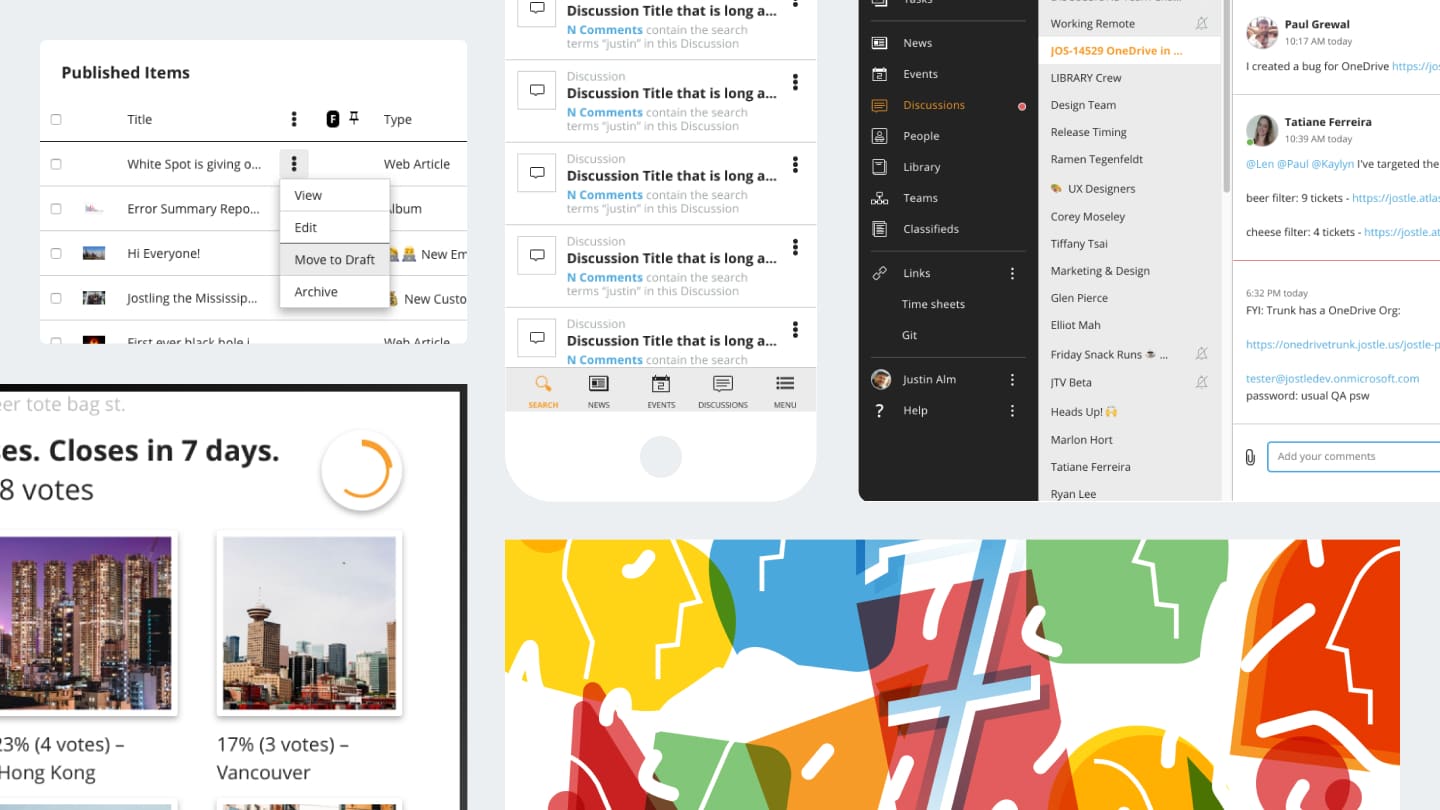 Published Items
Title
F
Type
White Spot is giving o...
Web Article
View
Error Summary Repo...
Album
Edit
Hi Everyone!
New Em
Move to Draft
Jostling the Mississip...
New Custo
Archive
First ever black hole i
Web Article
Discussion Title that is long a...
N Comments contain the search
terms "justin" in this Discussion
Discussion
Discussion Title that is long a...
N Comments contain the search
terms "justin" in this Discussion
Discussion
Discussion Title that is long a...
N Comments contain the search
terms "justin" in this Discussion
Discussion
Discussion Title that is long a...
N Comments contain the search
terms "justin" in this Discussion
Discussion
Discussion Title that is long a...
N Comments contain the search
SEARCH
NEWS
EVENTS
DISCUSSIONS
MENU
Tasks
News
Events
Discussions
People
Library
Teams
Classifieds
Links
Time sheets
Git
Justin Alm
Help
Working Remote
JOS-14529 OneDrive in ...
LIBRARY Crew
Design Team
Release Timing
Ramen Tegenfeldt
UX Designers
Corey Moseley
Tiffany Tsai
Marketing & Design
Glen Pierce
Elliot Mah
Friday Snack Runs ☕ ...
JTV Beta
Heads Up! 🙌
Marlon Hort
Tatiane Ferreira
Ryan Lee
Paul Grewal
10:17 AM today
I created a bug for OneDrive https://jos
Tatiane Ferreira
10:39 AM today
@Len @Paul @Kaylyn I've targeted the
beer filter: 9 tickets - https://jostle.atlas
cheese filter: 4 tickets - https://jostle.at
6:32 PM today
FYI: Trunk has a OneDrive Org:
https://onedrivetrunk.jostle.us/jostle-p
tester@jostledev.onmicrosoft.com
password: usual QA psw
Add your comments
eer tote bag st.
es. Closes in 7 days.
8 votes
23% (4 votes) –
Hong Kong
17% (3 votes) –
Vancouver